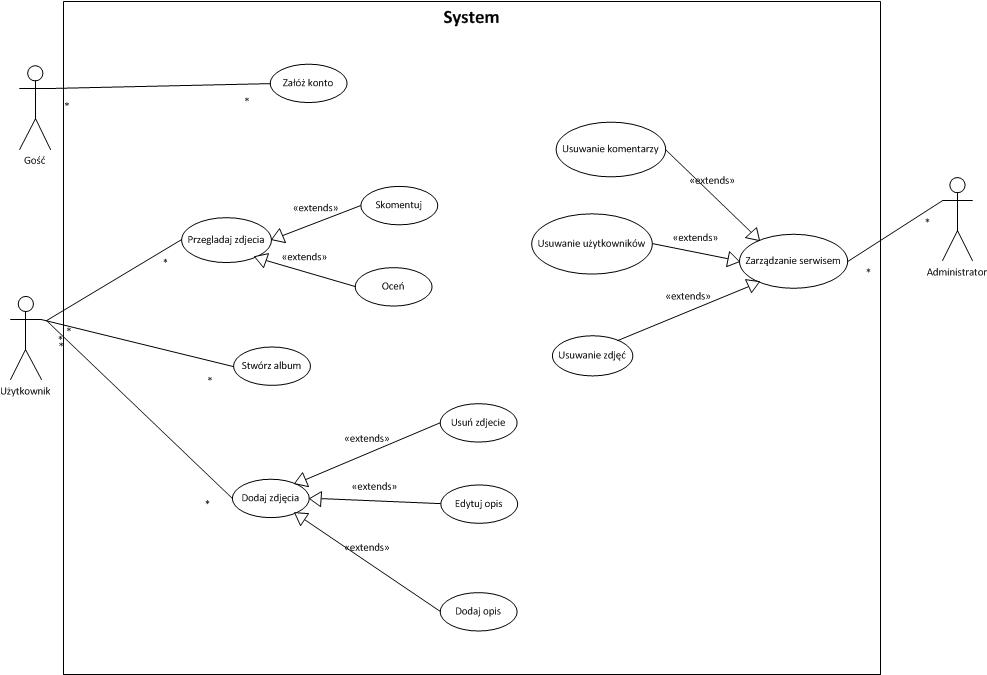 System
Załóż konto
*
*
Gość
Usuwanie komentarzy
«extends»
Skomentuj
«extends»
Przegladaj zdjecia
*
«extends»
Oceń
Usuwanie użytkowników
«extends»
Zarządzanie serwisem
*
*
Administrator
«extends»
Usuwanie zdjęć
*
*
*
Użytkownik
Stwórz album
*
Usuń zdjecie
«extends»
Dodaj zdjęcia
*
«extends»
Edytuj opis
«extends»
Dodaj opis